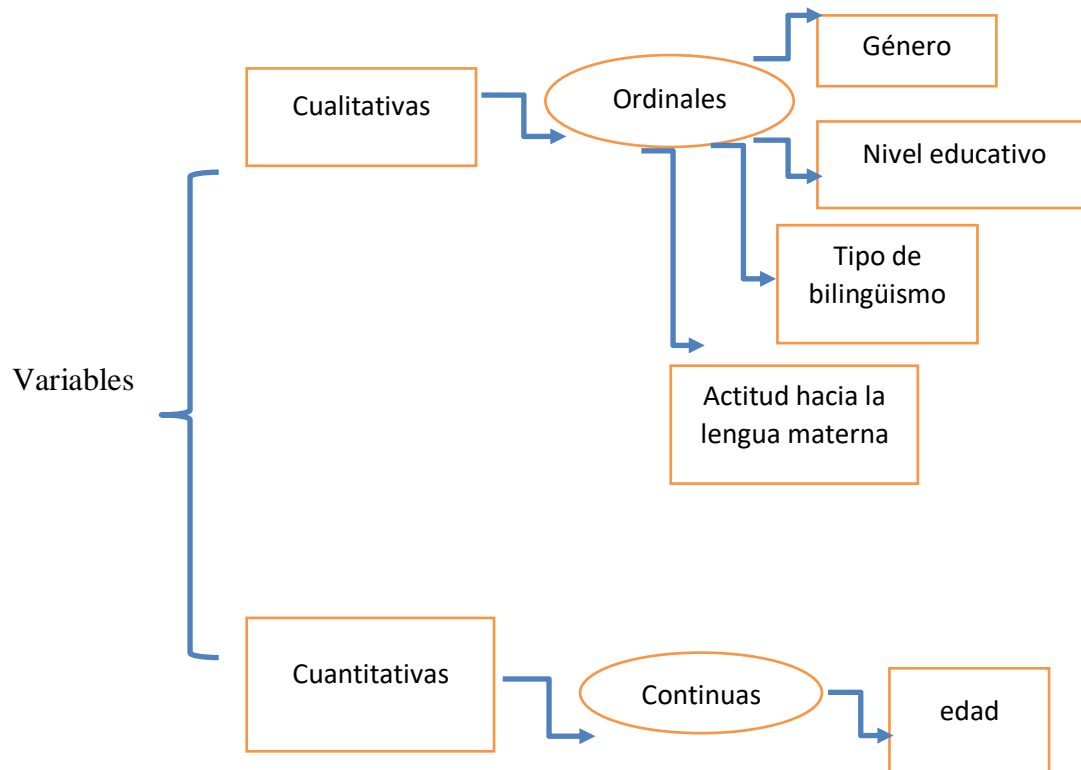 Variables
Cualitativas
Ordinales
Género
Nivel educativo
Tipo de
bilingüismo
Actitud hacia la
lengua materna
Cuantitativas
Continuas
edad